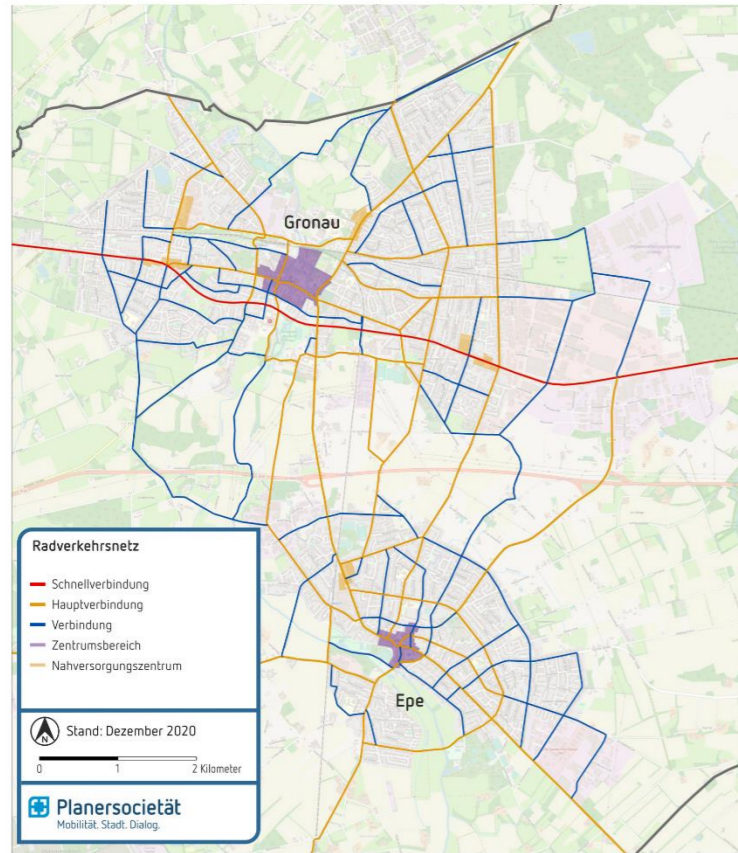 Gronau
Epe
Radverkehrsnetz
Schnellverbindung
Hauptverbindung
Verbindung
Zentrumsbereich
Nahversorgungszentrum
N
Stand: Dezember 2020
0 1 2 Kilometer
Planersocietät
Mobilität. Stadt. Dialog.